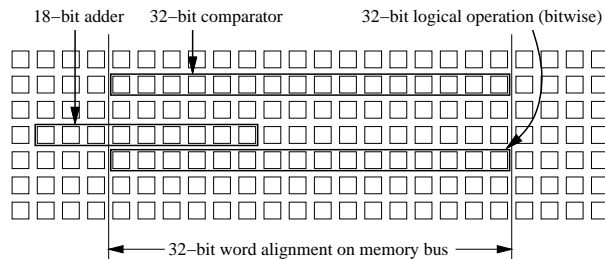 18−bit adder
32−bit comparator
32−bit logical operation (bitwise)
32−bit word alignment on memory bus